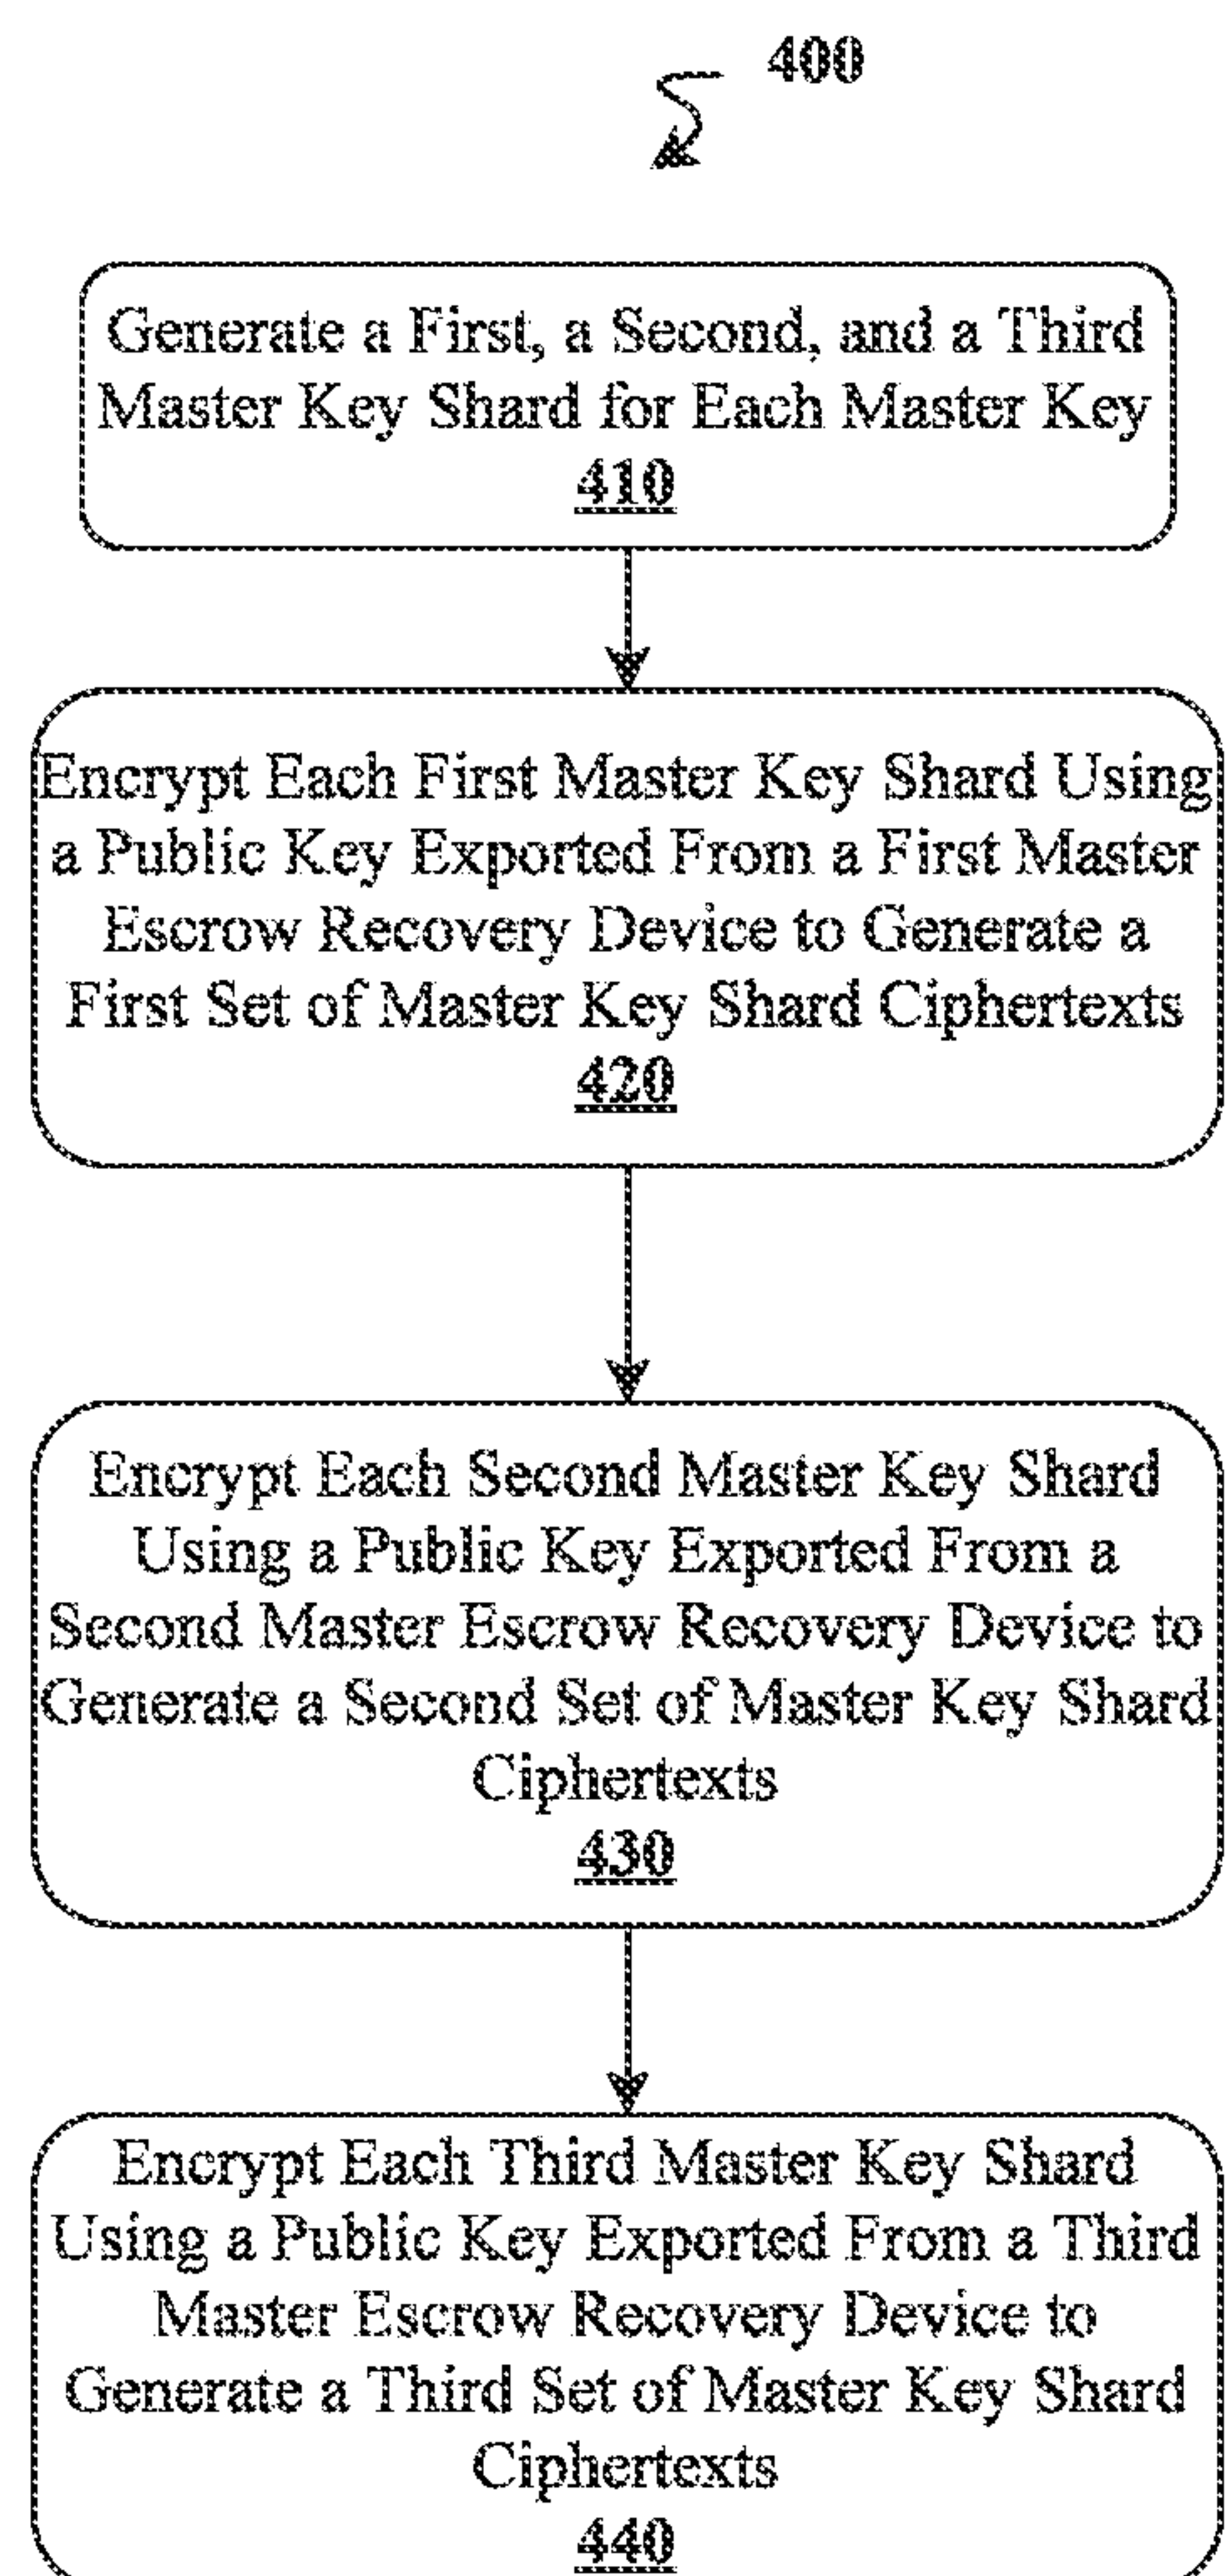 400
Generate a First, a Second, and a Third
Master Key Shard for Each Master Key
410
Encrypt Each First Master Key Shard Using
a Public Key Exported From a First Master
Escrow Recovery Device to Generate a
First Set of Master Key Shard Ciphertexts
420
Encrypt Each Second Master Key Shard
Using a Public Key Exported From a
Second Master Escrow Recovery Device to
Generate a Second Set of Master Key Shard
Ciphertexts
430
Encrypt Each Third Master Key Shard
Using a Public Key Exported From a Third
Master Escrow Recovery Device to
Generate a Third Set of Master Key Shard
Ciphertexts
440